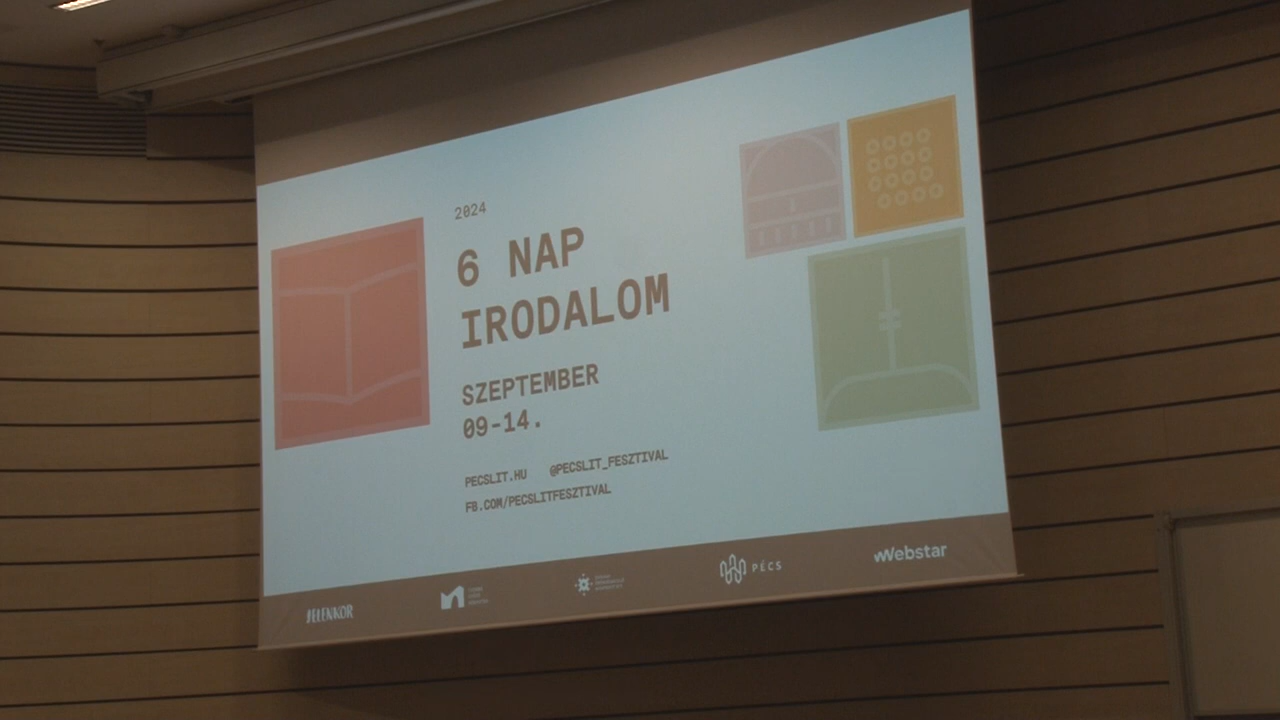 2024
6 NAP
IRODALOM
SZEPTEMBER
09-14.
PECSLIT.HU @PECSLIT_FESZTIVAL
FB.COM/PECSLITFESZTIVAL
JELENKOR
PÉCS
Webstar